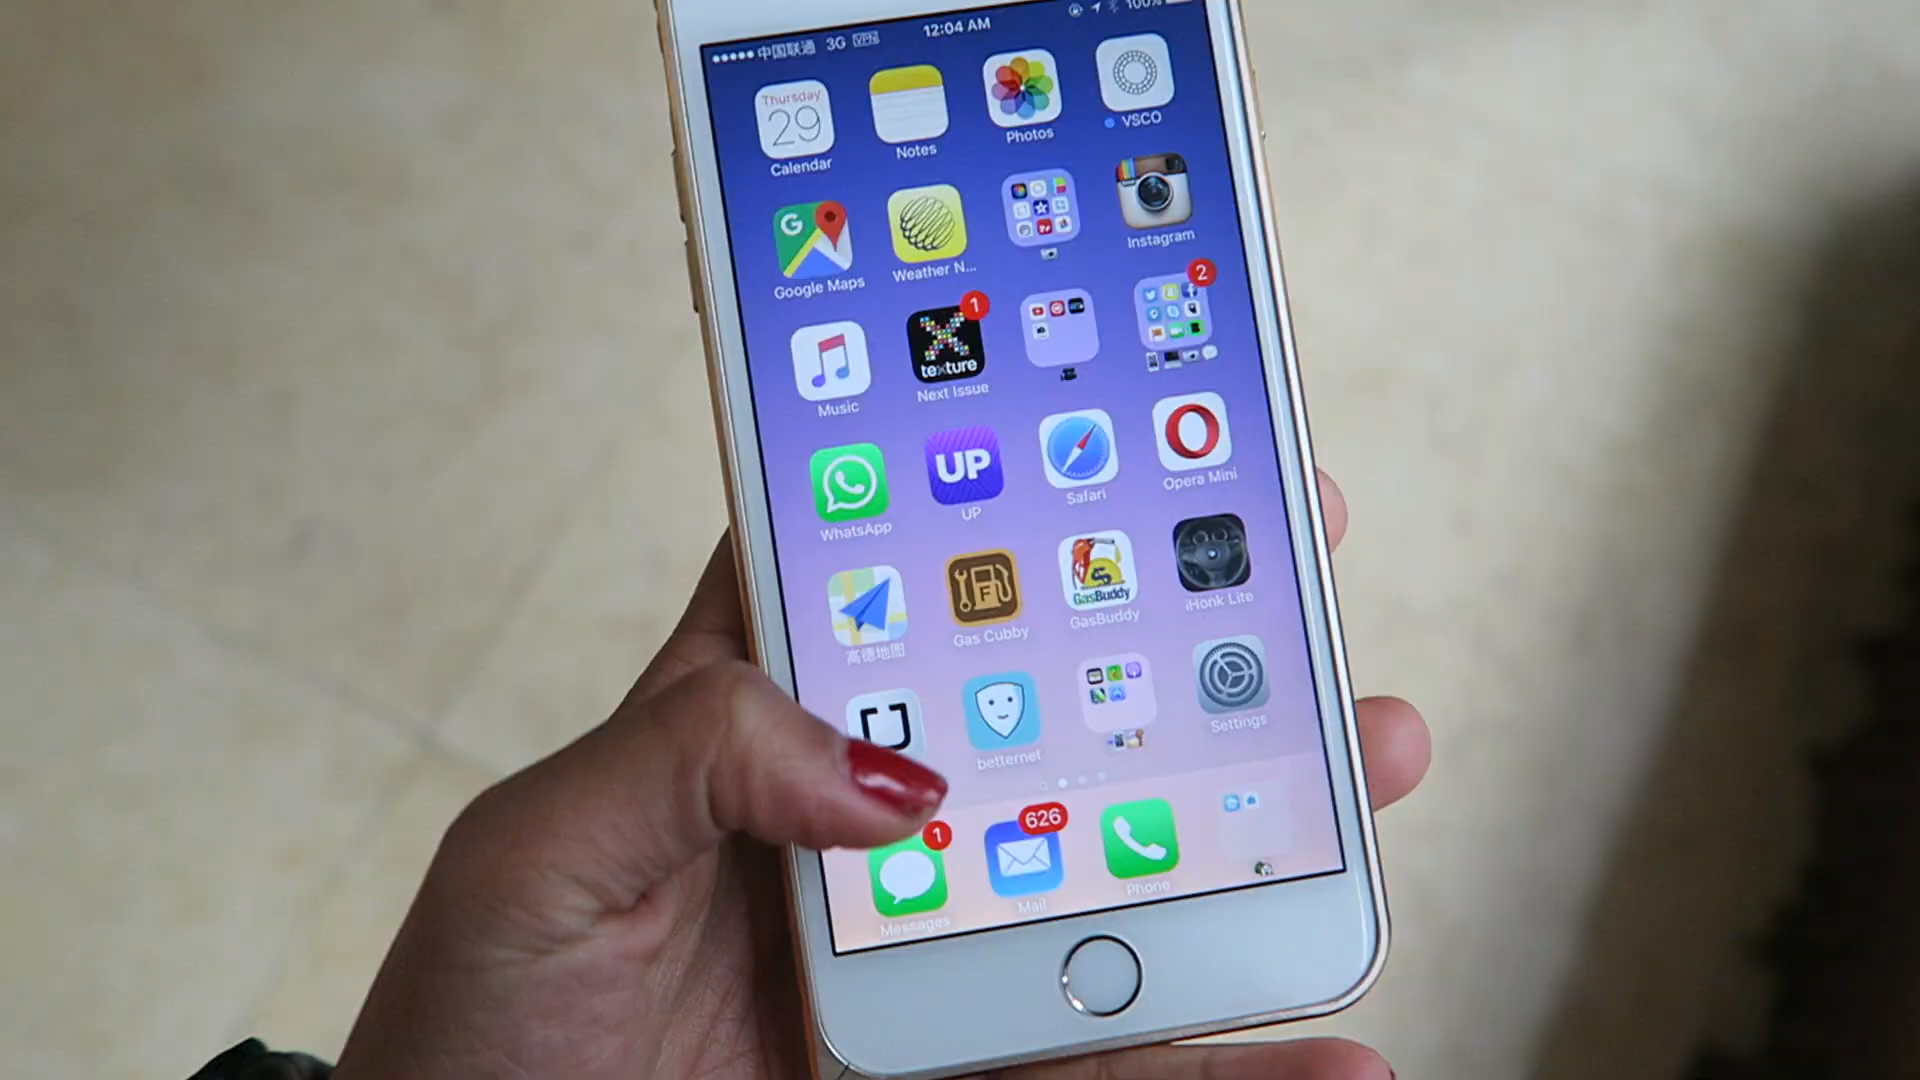 中国联通 3G VPN 12:04 AM 100%
Thursday
29
Calendar Notes Photos VSCO
G
Google Maps Weather N... Instagram
1 2
texture
Music Next Issue
UP
WhatsApp UP Safari Opera Mini
F
GasBuddy
高德地图 Gas Cubby GasBuddy iHonk Lite
betternet Settings
1 626
Messages Mail Phone